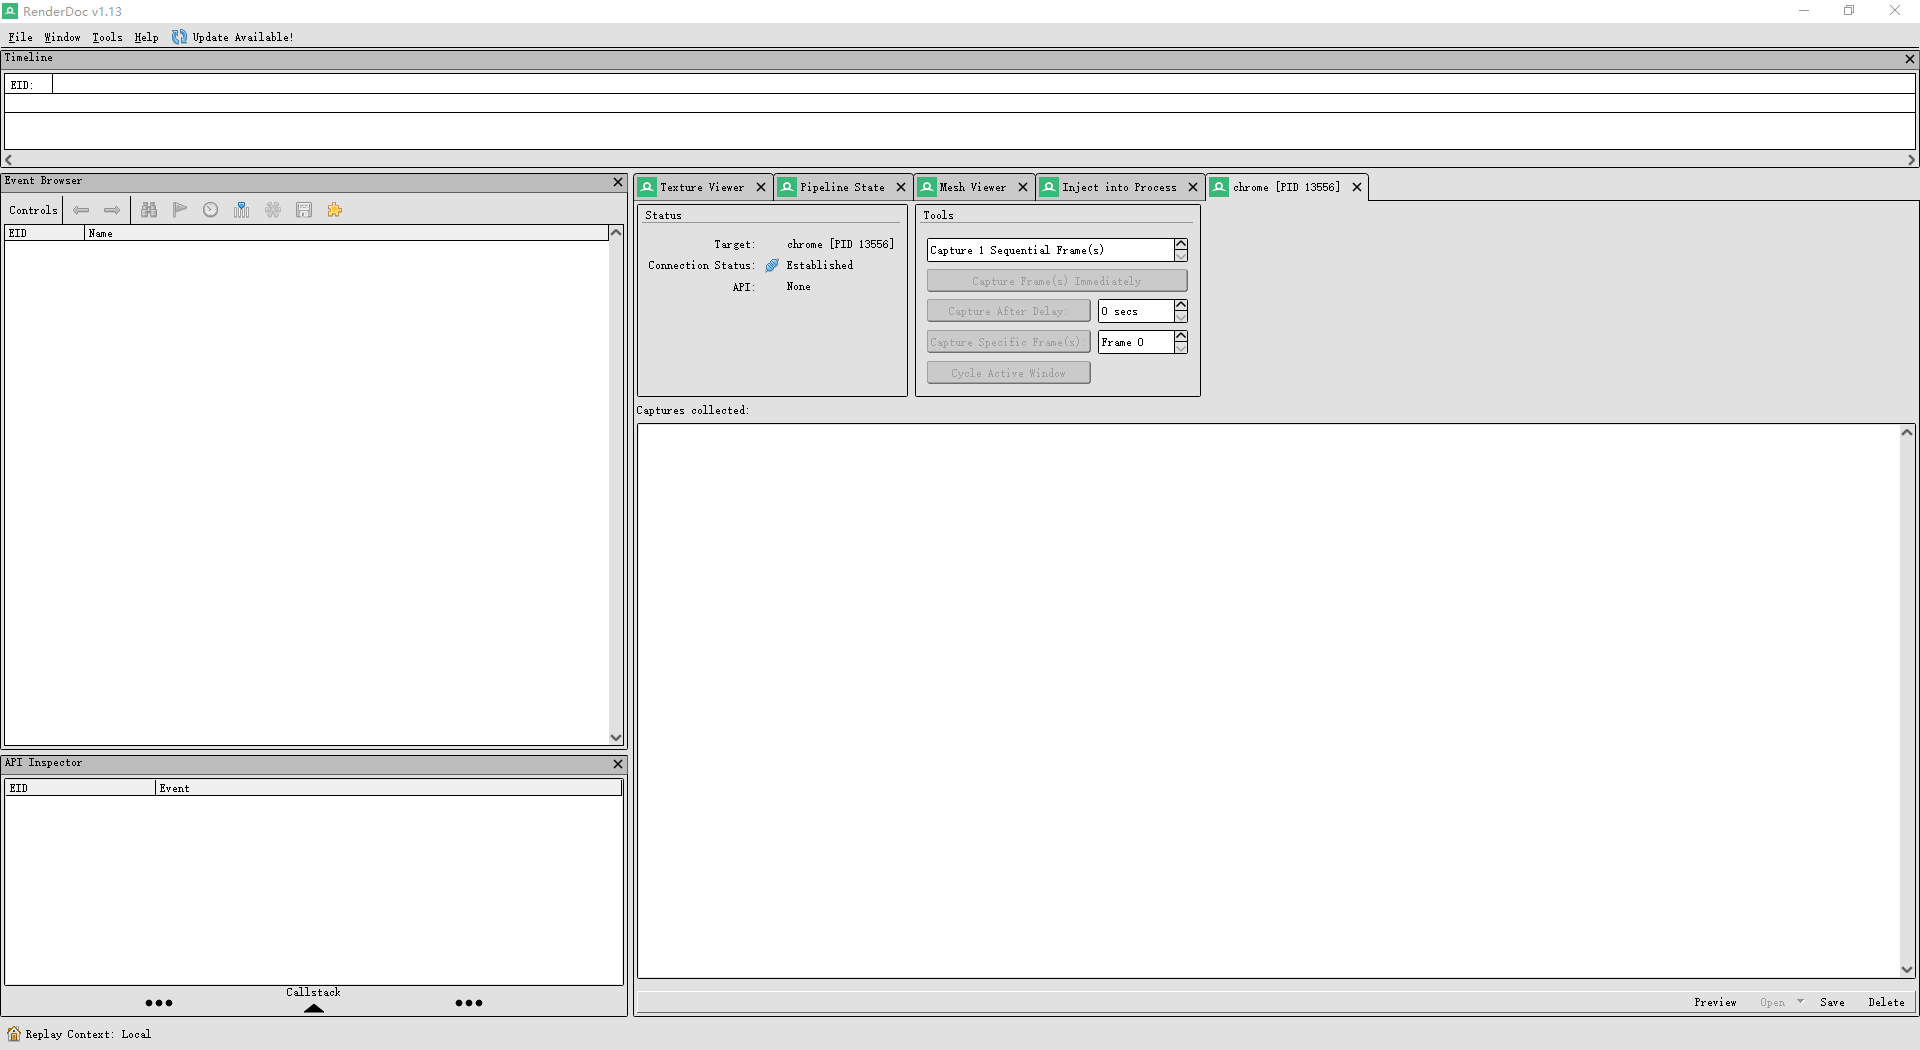 RenderDoc v1.13
File Window Tools Help Update Available!
Timeline
EID:
Event Browser
Controls
EID Name
API Inspector
EID Event
Callstack
Texture Viewer Pipeline State Mesh Viewer Inject into Process chrome [PID 13556]
Status
Target: chrome [PID 13556]
Connection Status: Established
API: None
Tools
Capture 1 Sequential Frame(s)
Capture Frame(s) Immediately
Capture After Delay: 0 secs
Capture Specific Frame(s): Frame 0
Cycle Active Window
Captures collected:
Preview Open Save Delete
Replay Context: Local